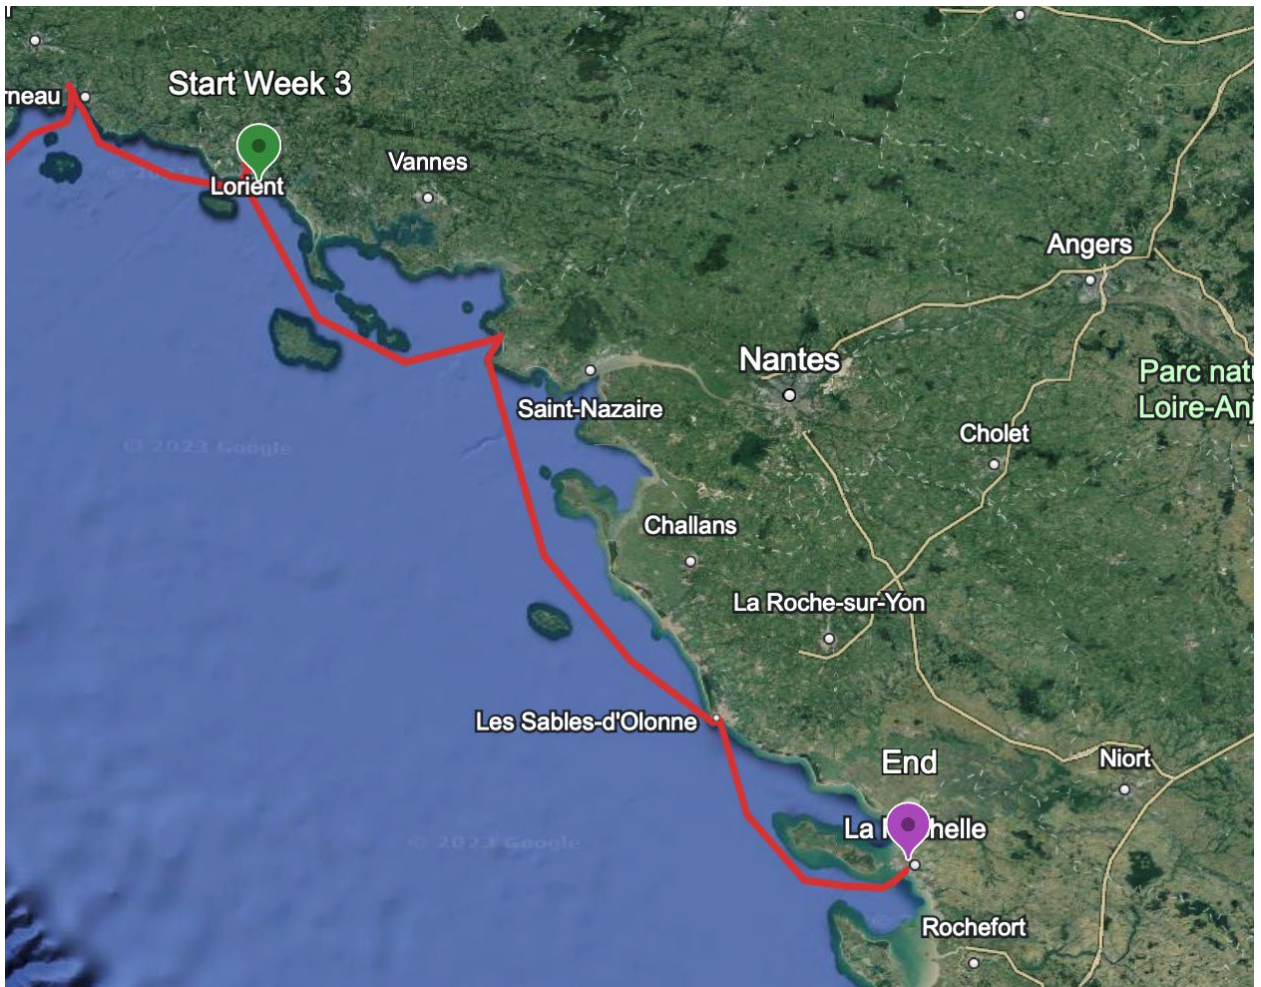 rneau
Start Week 3
Vannes
Lorient
Angers
Nantes
Parc natu
Loire-Anj
Saint-Nazaire
Cholet
© 2023 Google
Challans
La Roche-sur-Yon
Les Sables-d'Olonne
End
Niort
La R helle
© 2023 Google
Rochefort